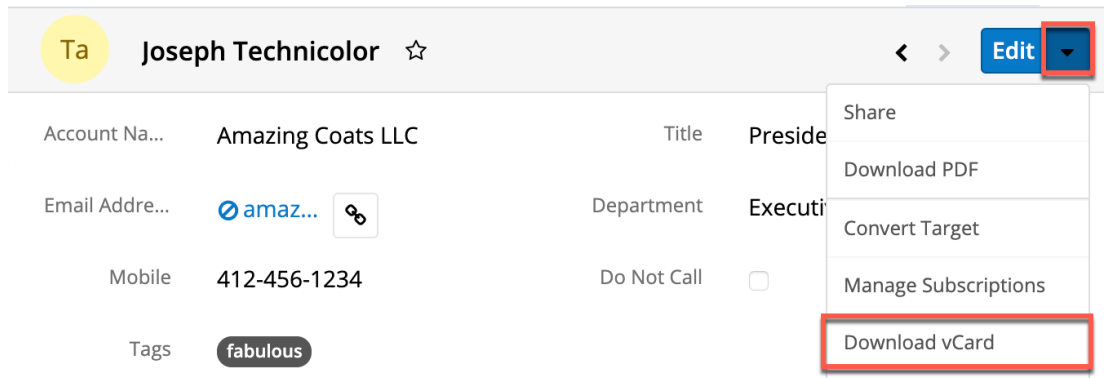 Ta
Joseph Technicolor
Edit
Share
Download PDF
Convert Target
Manage Subscriptions
Download vCard
Account Na...
Amazing Coats LLC
Title
Preside
Email Addre...
amaz...
Department
Executi
Mobile
412-456-1234
Do Not Call
Tags
fabulous